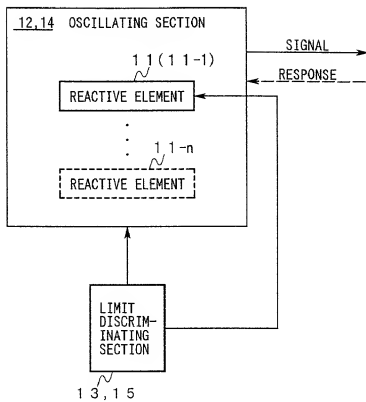 12,14 OSCILLATING SECTION
SIGNAL
11(11-1)
RESPONSE
REACTIVE ELEMENT
11-n
REACTIVE ELEMENT
LIMIT
DISCRIM-
INATING
SECTION
13,15